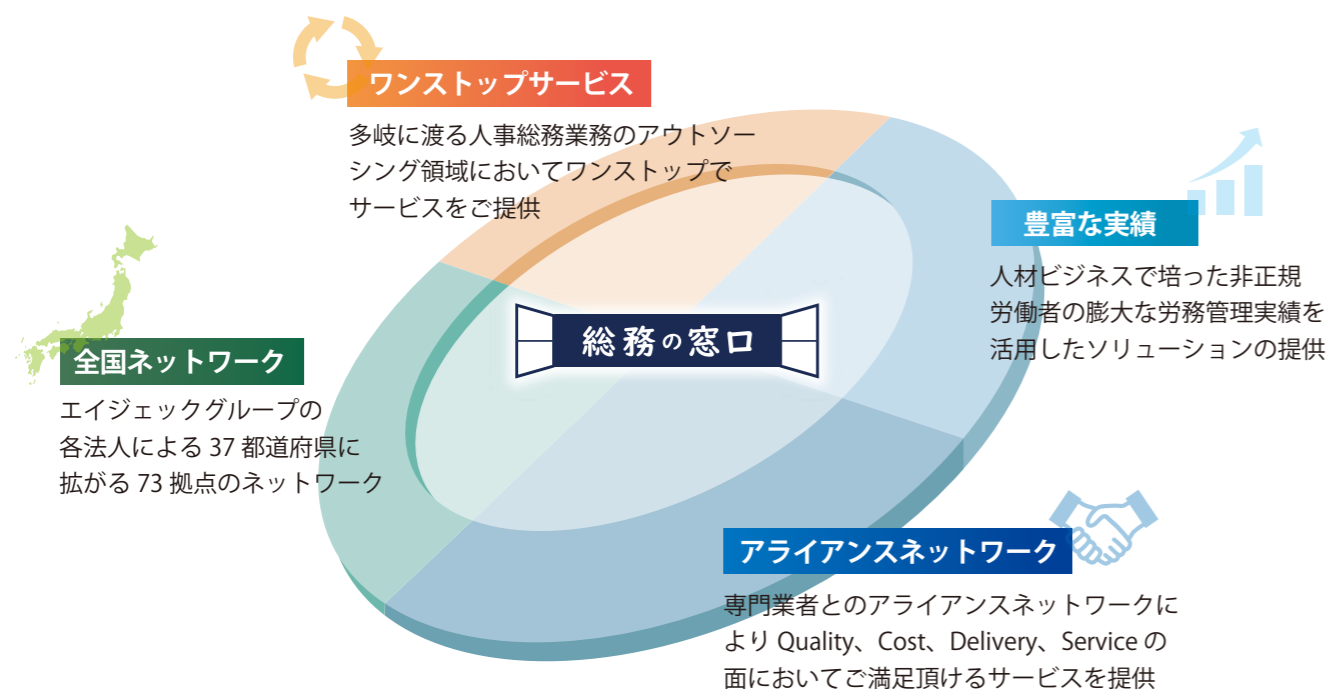 ワンストップサービス
多岐に渡る人事総務業務のアウトソー
シング領域においてワンストップで
サービスをご提供
豊富な実績
人材ビジネスで培った非正規
労働者の膨大な労務管理実績を
活用したソリューションの提供
総務の窓口
全国ネットワーク
エイジェックグループの
各法人による 37 都道府県に
拡がる 73 拠点のネットワーク
アライアンスネットワーク
専門業者とのアライアンスネットワークに
より Quality、Cost、Delivery、Service の
面においてご満足頂けるサービスを提供